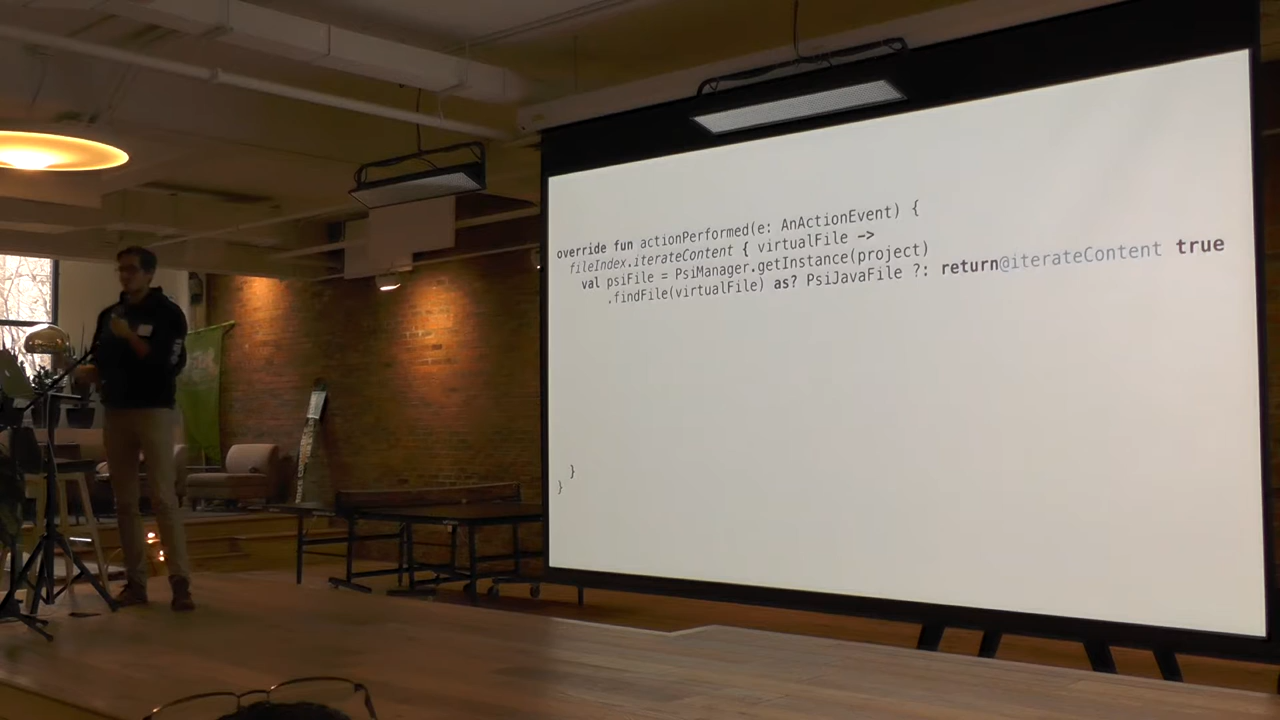 override fun actionPerformed(e: AnActionEvent) {
fileIndex.iterateContent { virtualFile ->
val psiFile = PsiManager.getInstance(project)
.findFile(virtualFile) as? PsiJavaFile ?: return@iterateContent true
}
}